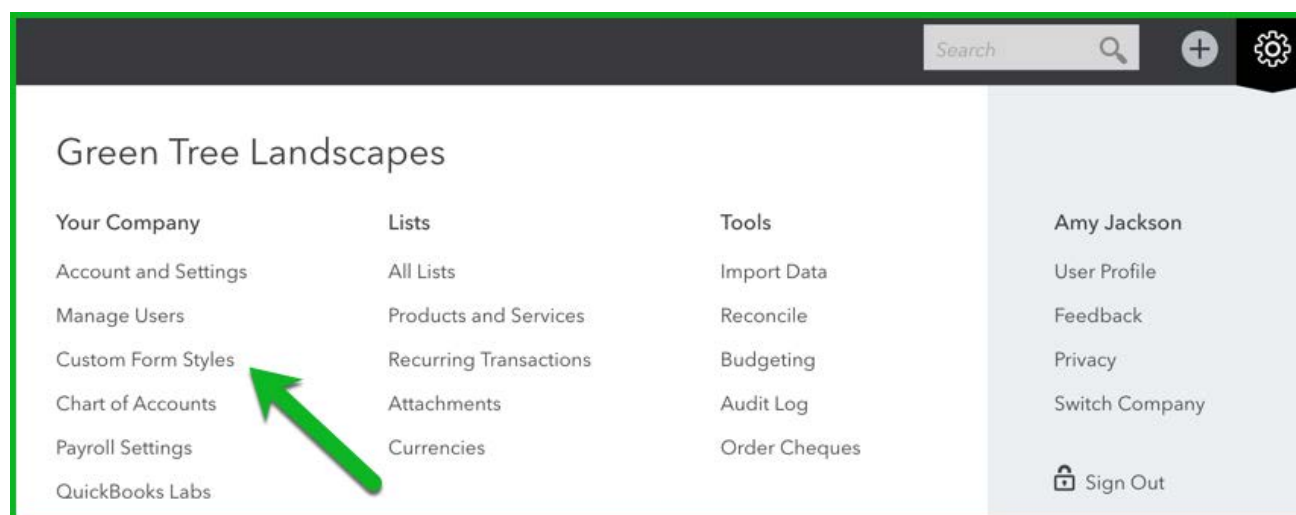 Search
Green Tree Landscapes
Your Company
Account and Settings
Manage Users
Custom Form Styles
Chart of Accounts
Payroll Settings
QuickBooks Labs
Lists
All Lists
Products and Services
Recurring Transactions
Attachments
Currencies
Tools
Import Data
Reconcile
Budgeting
Audit Log
Order Cheques
Amy Jackson
User Profile
Feedback
Privacy
Switch Company
Sign Out